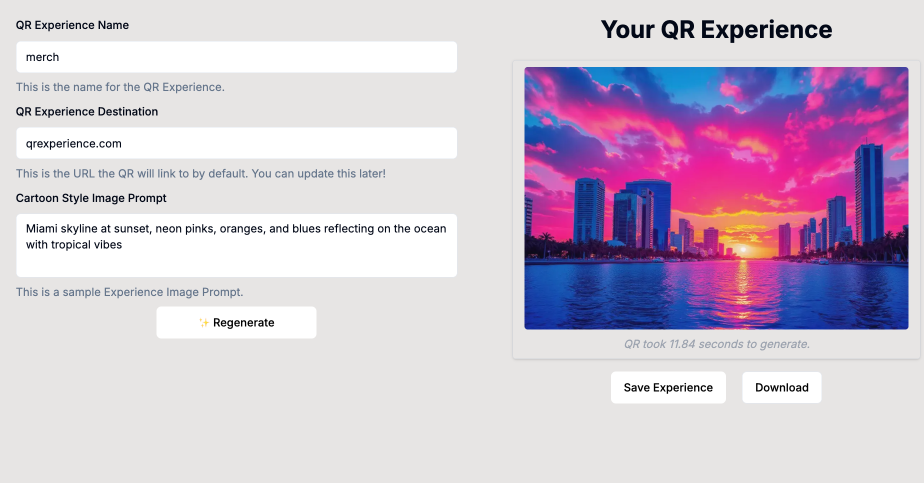 QR Experience Name
merch
This is the name for the QR Experience.
QR Experience Destination
qrexperience.com
This is the URL the QR will link to by default. You can update this later!
Cartoon Style Image Prompt
Miami skyline at sunset, neon pinks, oranges, and blues reflecting on the ocean
with tropical vibes
This is a sample Experience Image Prompt.
✨ Regenerate
Your QR Experience
QR took 11.84 seconds to generate.
Save Experience
Download